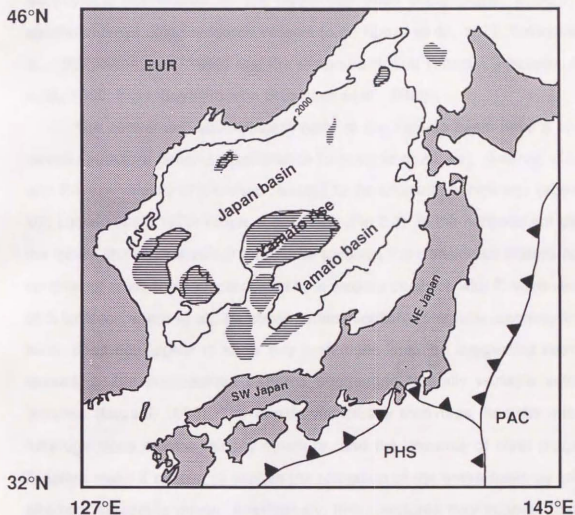 46°N
EUR
2000
Japan basin
Yamato rise
Yamato basin
NE Japan
SW Japan
PAC
PHS
32°N
127°E
145°E